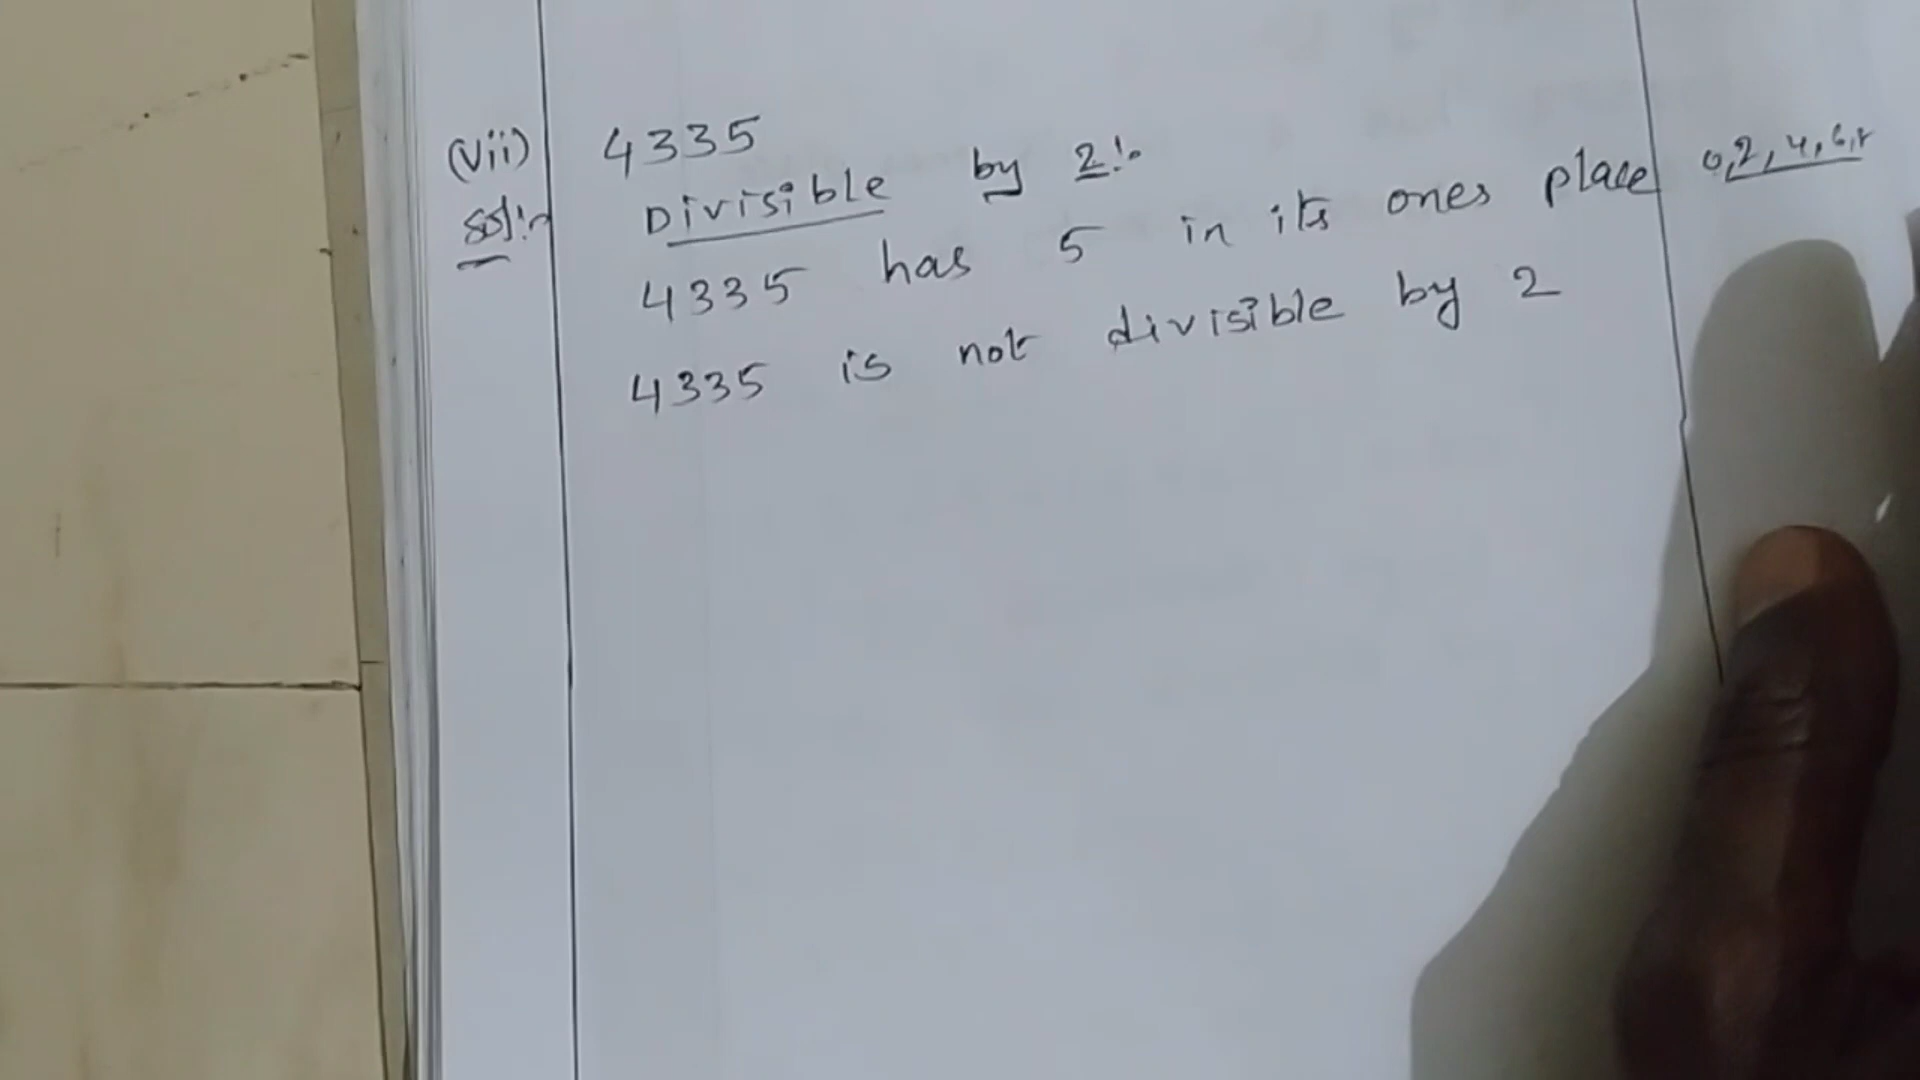 (vii) 4335
Sol:n Divisible by 2:-
4335 has 5 in its ones place 0,2,4,6,8
4335 is not divisible by 2